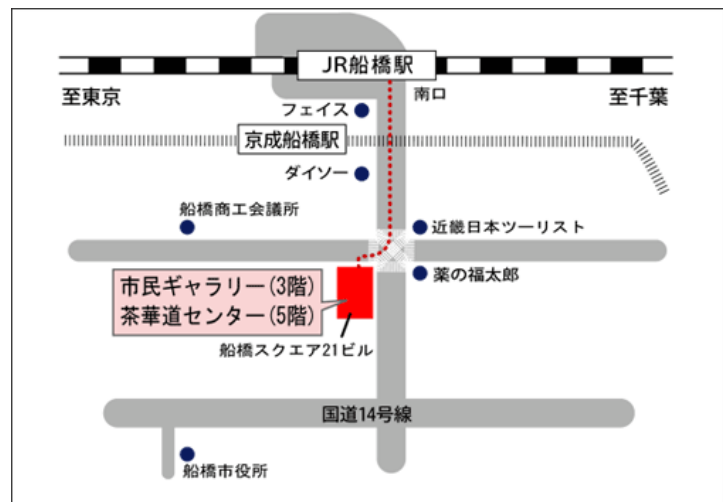 JR船橋駅
至東京
南口
至千葉
フェイス
京成船橋駅
ダイソー
船橋商工会議所
近畿日本ツーリスト
市民ギャラリー(3階)
茶華道センター(5階)
薬の福太郎
船橋スクエア21ビル
国道14号線
船橋市役所